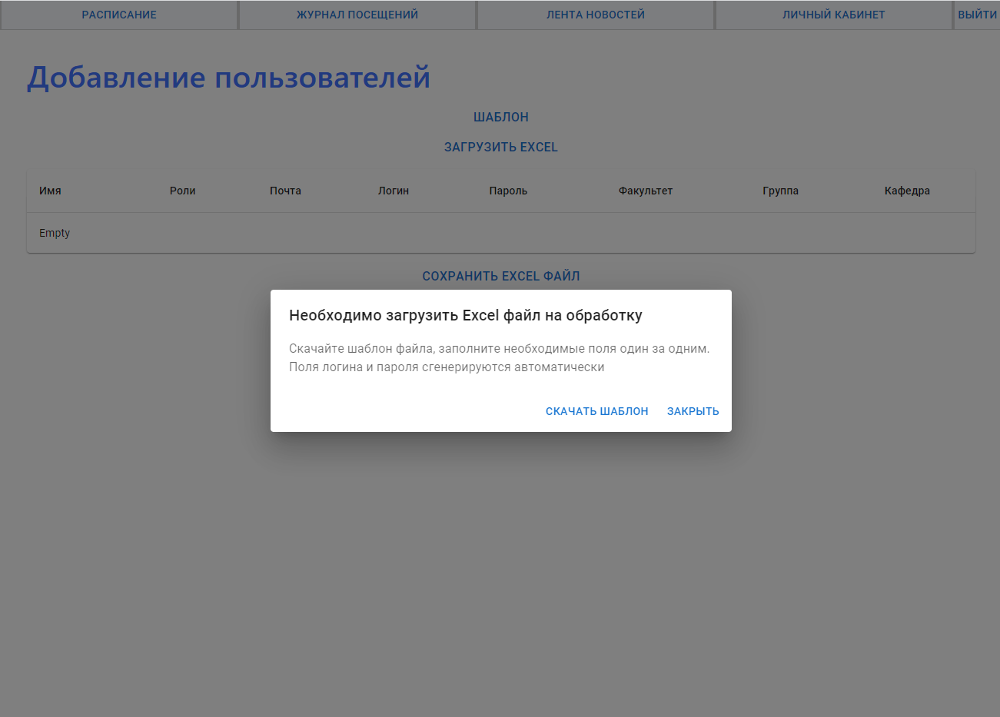 РАСПИСАНИЕ ЖУРНАЛ ПОСЕЩЕНИЙ ЛЕНТА НОВОСТЕЙ ЛИЧНЫЙ КАБИНЕТ ВЫЙТИ
Добавление пользователей
ШАБЛОН
ЗАГРУЗИТЬ EXCEL
Имя Роли Почта Логин Пароль Факультет Группа Кафедра
Empty
СОХРАНИТЬ EXCEL ФАЙЛ
Необходимо загрузить Excel файл на обработку
Скачайте шаблон файла, заполните необходимые поля один за одним.
Поля логина и пароля сгенерируются автоматически
СКАЧАТЬ ШАБЛОН ЗАКРЫТЬ